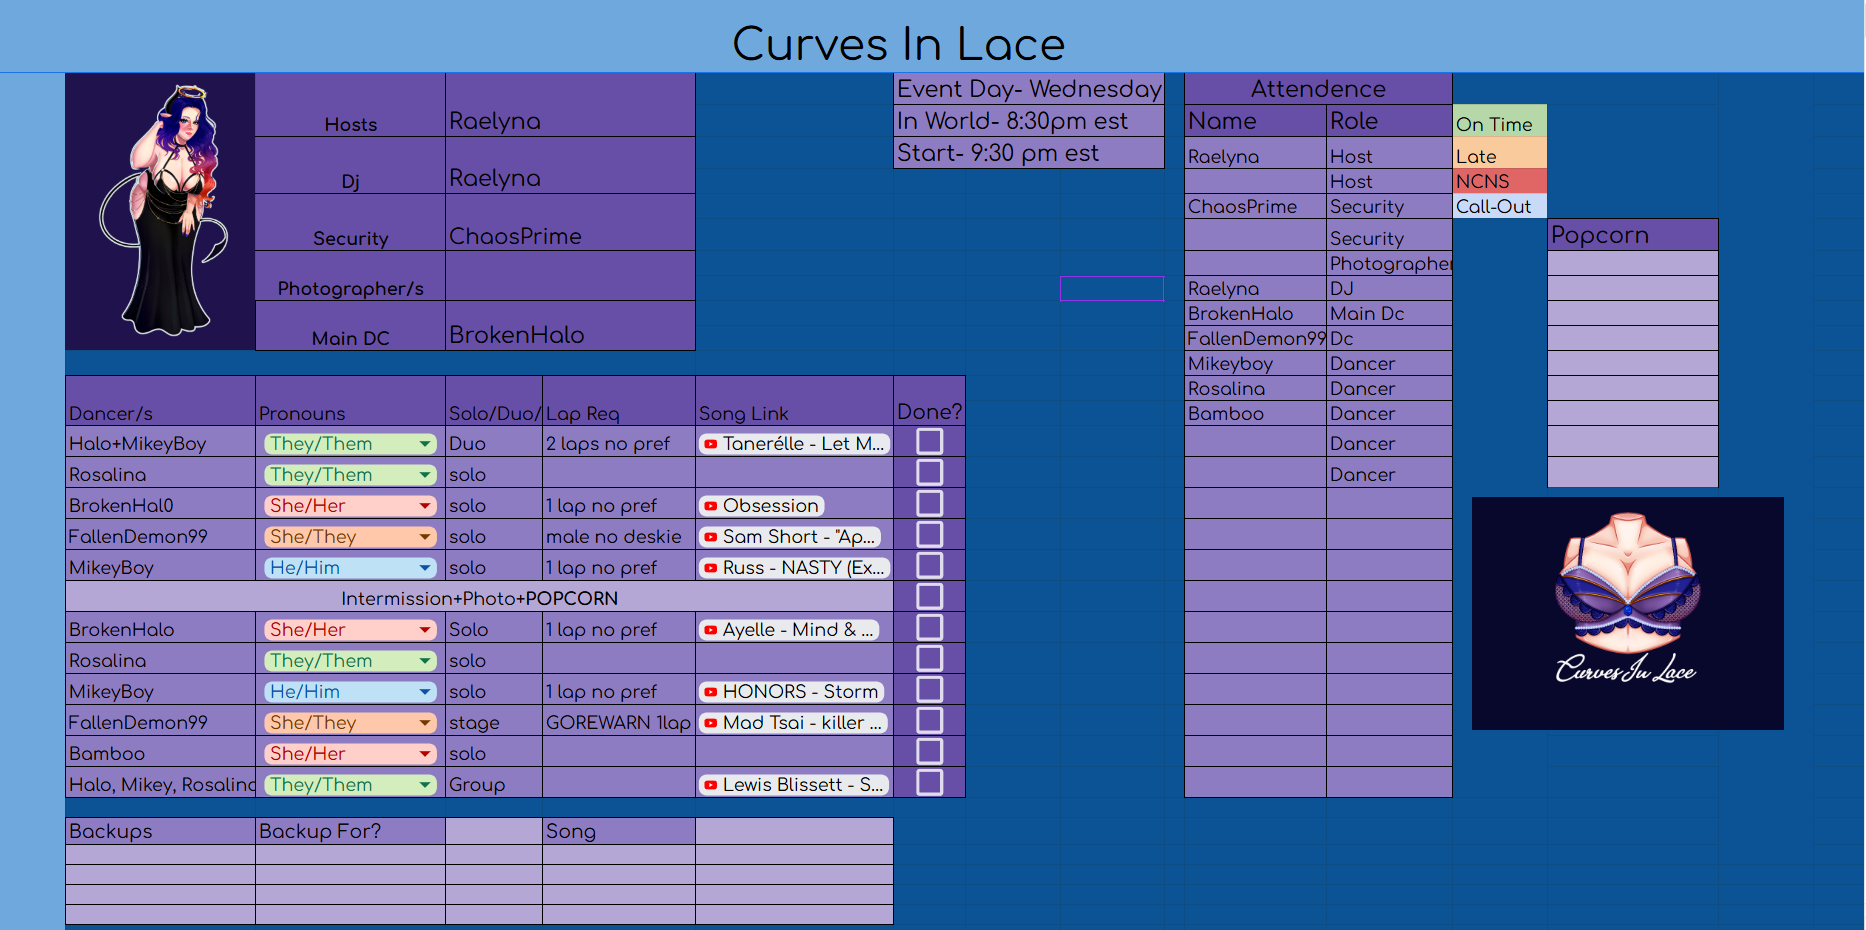 Curves In Lace
Hosts Raelyna
Dj Raelyna
Security ChaosPrime
Photographer/s
Main DC BrokenHalo
Event Day- Wednesday
In World- 8:30pm est
Start- 9:30 pm est
Attendence
Name Role
Raelyna Host
Host
ChaosPrime Security
Security
Photographer
Raelyna DJ
BrokenHalo Main Dc
FallenDemon99 Dc
Mikeyboy Dancer
Rosalina Dancer
Bamboo Dancer
Dancer
Dancer
On Time
Late
NCNS
Call-Out
Popcorn
Dancer/s Pronouns Solo/Duo/ Lap Req Song Link Done?
Halo+MikeyBoy They/Them Duo 2 laps no pref Tanerélle - Let M...
Rosalina They/Them solo
BrokenHal0 She/Her solo 1 lap no pref Obsession
FallenDemon99 She/They solo male no deskie Sam Short - "Ap...
MikeyBoy He/Him solo 1 lap no pref Russ - NASTY (Ex...
Intermission+Photo+POPCORN
BrokenHalo She/Her Solo 1 lap no pref Ayelle - Mind & ...
Rosalina They/Them solo
MikeyBoy He/Him solo 1 lap no pref HONORS - Storm
FallenDemon99 She/They stage GOREWARN 1lap Mad Tsai - killer ...
Bamboo She/Her solo
Halo, Mikey, Rosalina They/Them Group Lewis Blissett - S...
Backups Backup For? Song
Curves In Lace